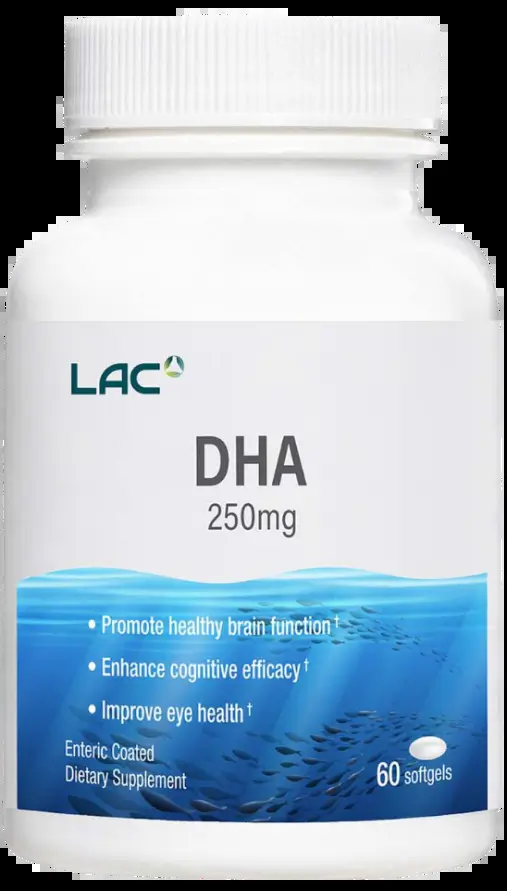 LAC
DHA
250mg
• Promote healthy brain function†
• Enhance cognitive efficacy†
• Improve eye health†
Enteric Coated
Dietary Supplement
60 softgels